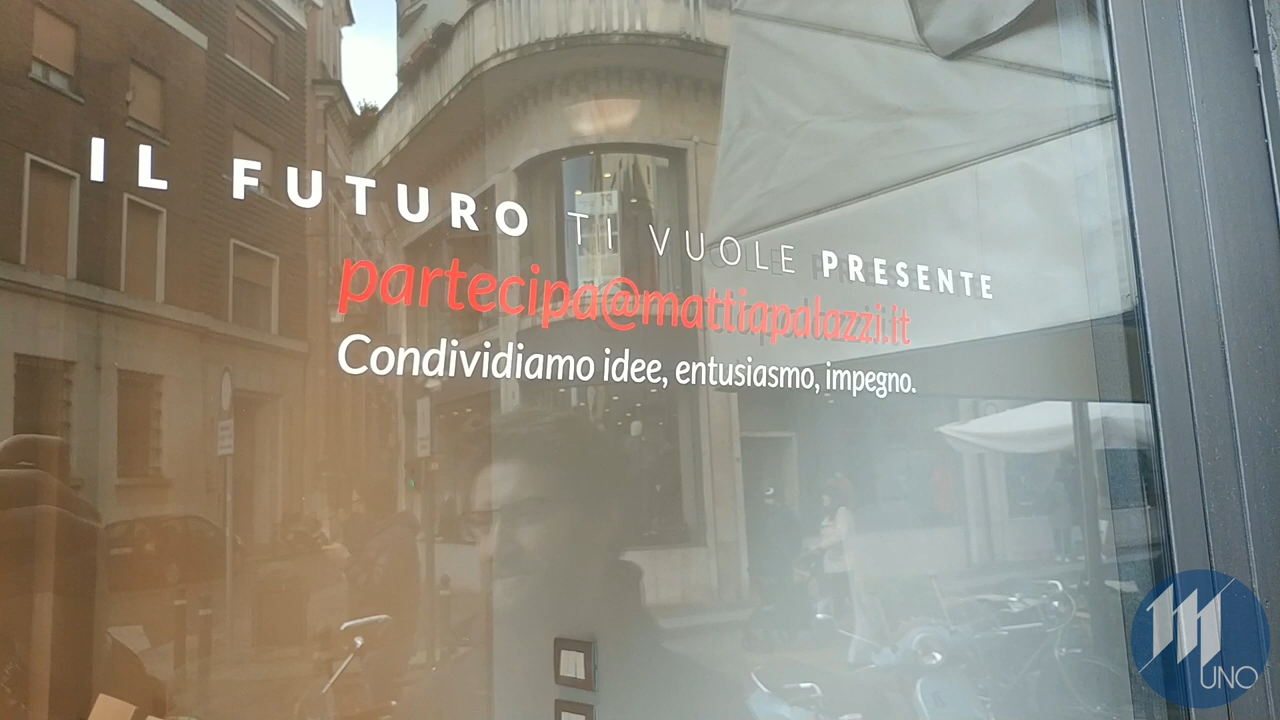 IL FUTURO TI VUOLE PRESENTE
partecipa@mattiapalazzi.it
Condividiamo idee, entusiasmo, impegno.
M UNO